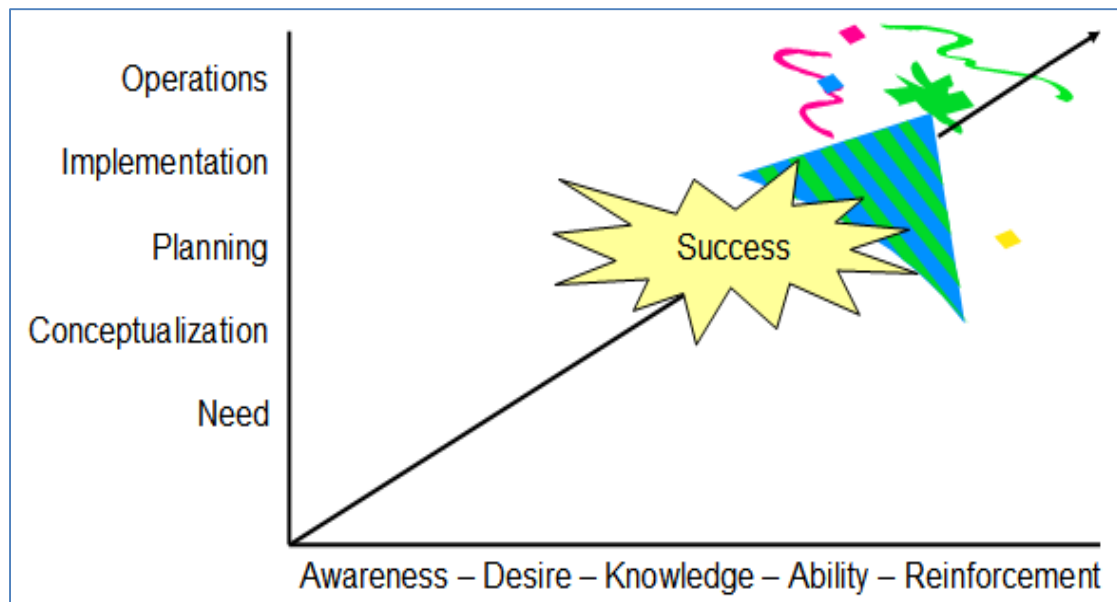 Operations
Implementation
Planning
Success
Conceptualization
Need
Awareness – Desire – Knowledge – Ability – Reinforcement